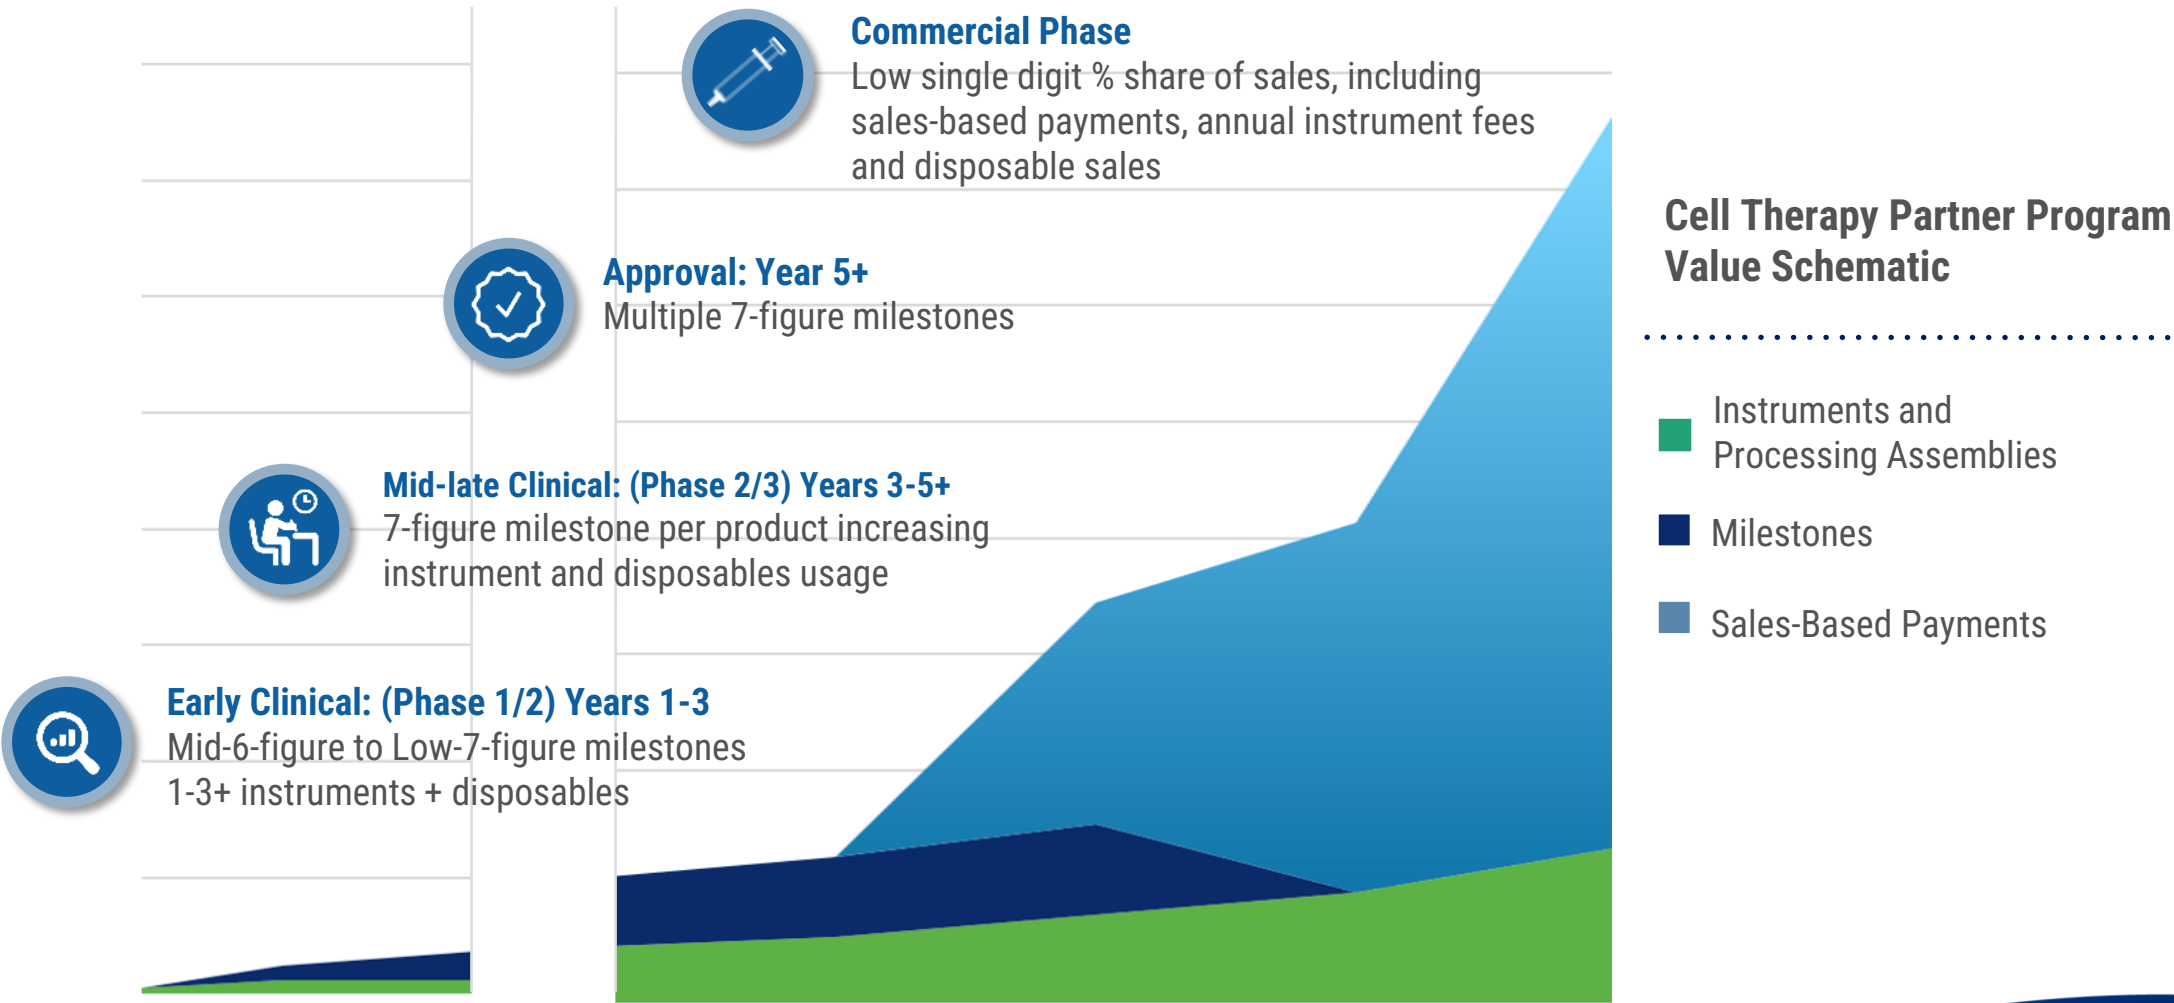 Commercial Phase
Low single digit % share of sales, including
sales-based payments, annual instrument fees
and disposable sales
Approval: Year 5+
Multiple 7-figure milestones
Mid-late Clinical: (Phase 2/3) Years 3-5+
7-figure milestone per product increasing
instrument and disposables usage
Early Clinical: (Phase 1/2) Years 1-3
Mid-6-figure to Low-7-figure milestones
1-3+ instruments + disposables
Cell Therapy Partner Program
Value Schematic
Instruments and
Processing Assemblies
Milestones
Sales-Based Payments